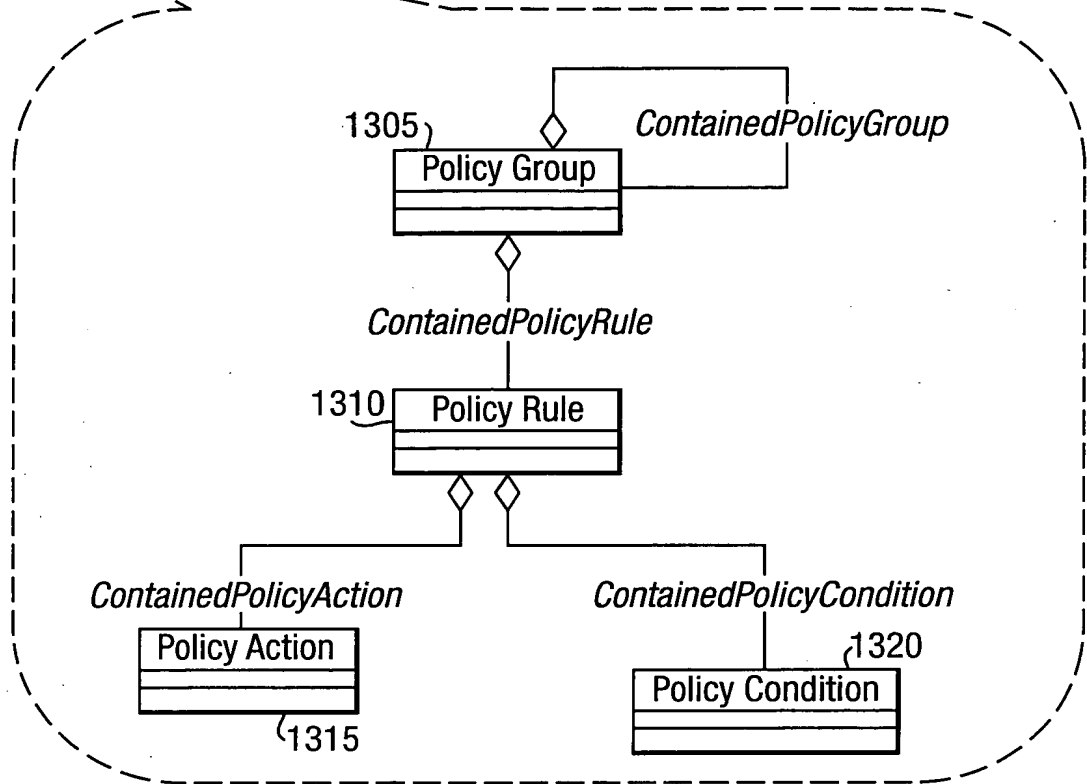 ContainedPolicyGroup
1305
Policy Group
ContainedPolicyRule
1310
Policy Rule
ContainedPolicyAction
ContainedPolicyCondition
Policy Action
1320
Policy Condition
1315